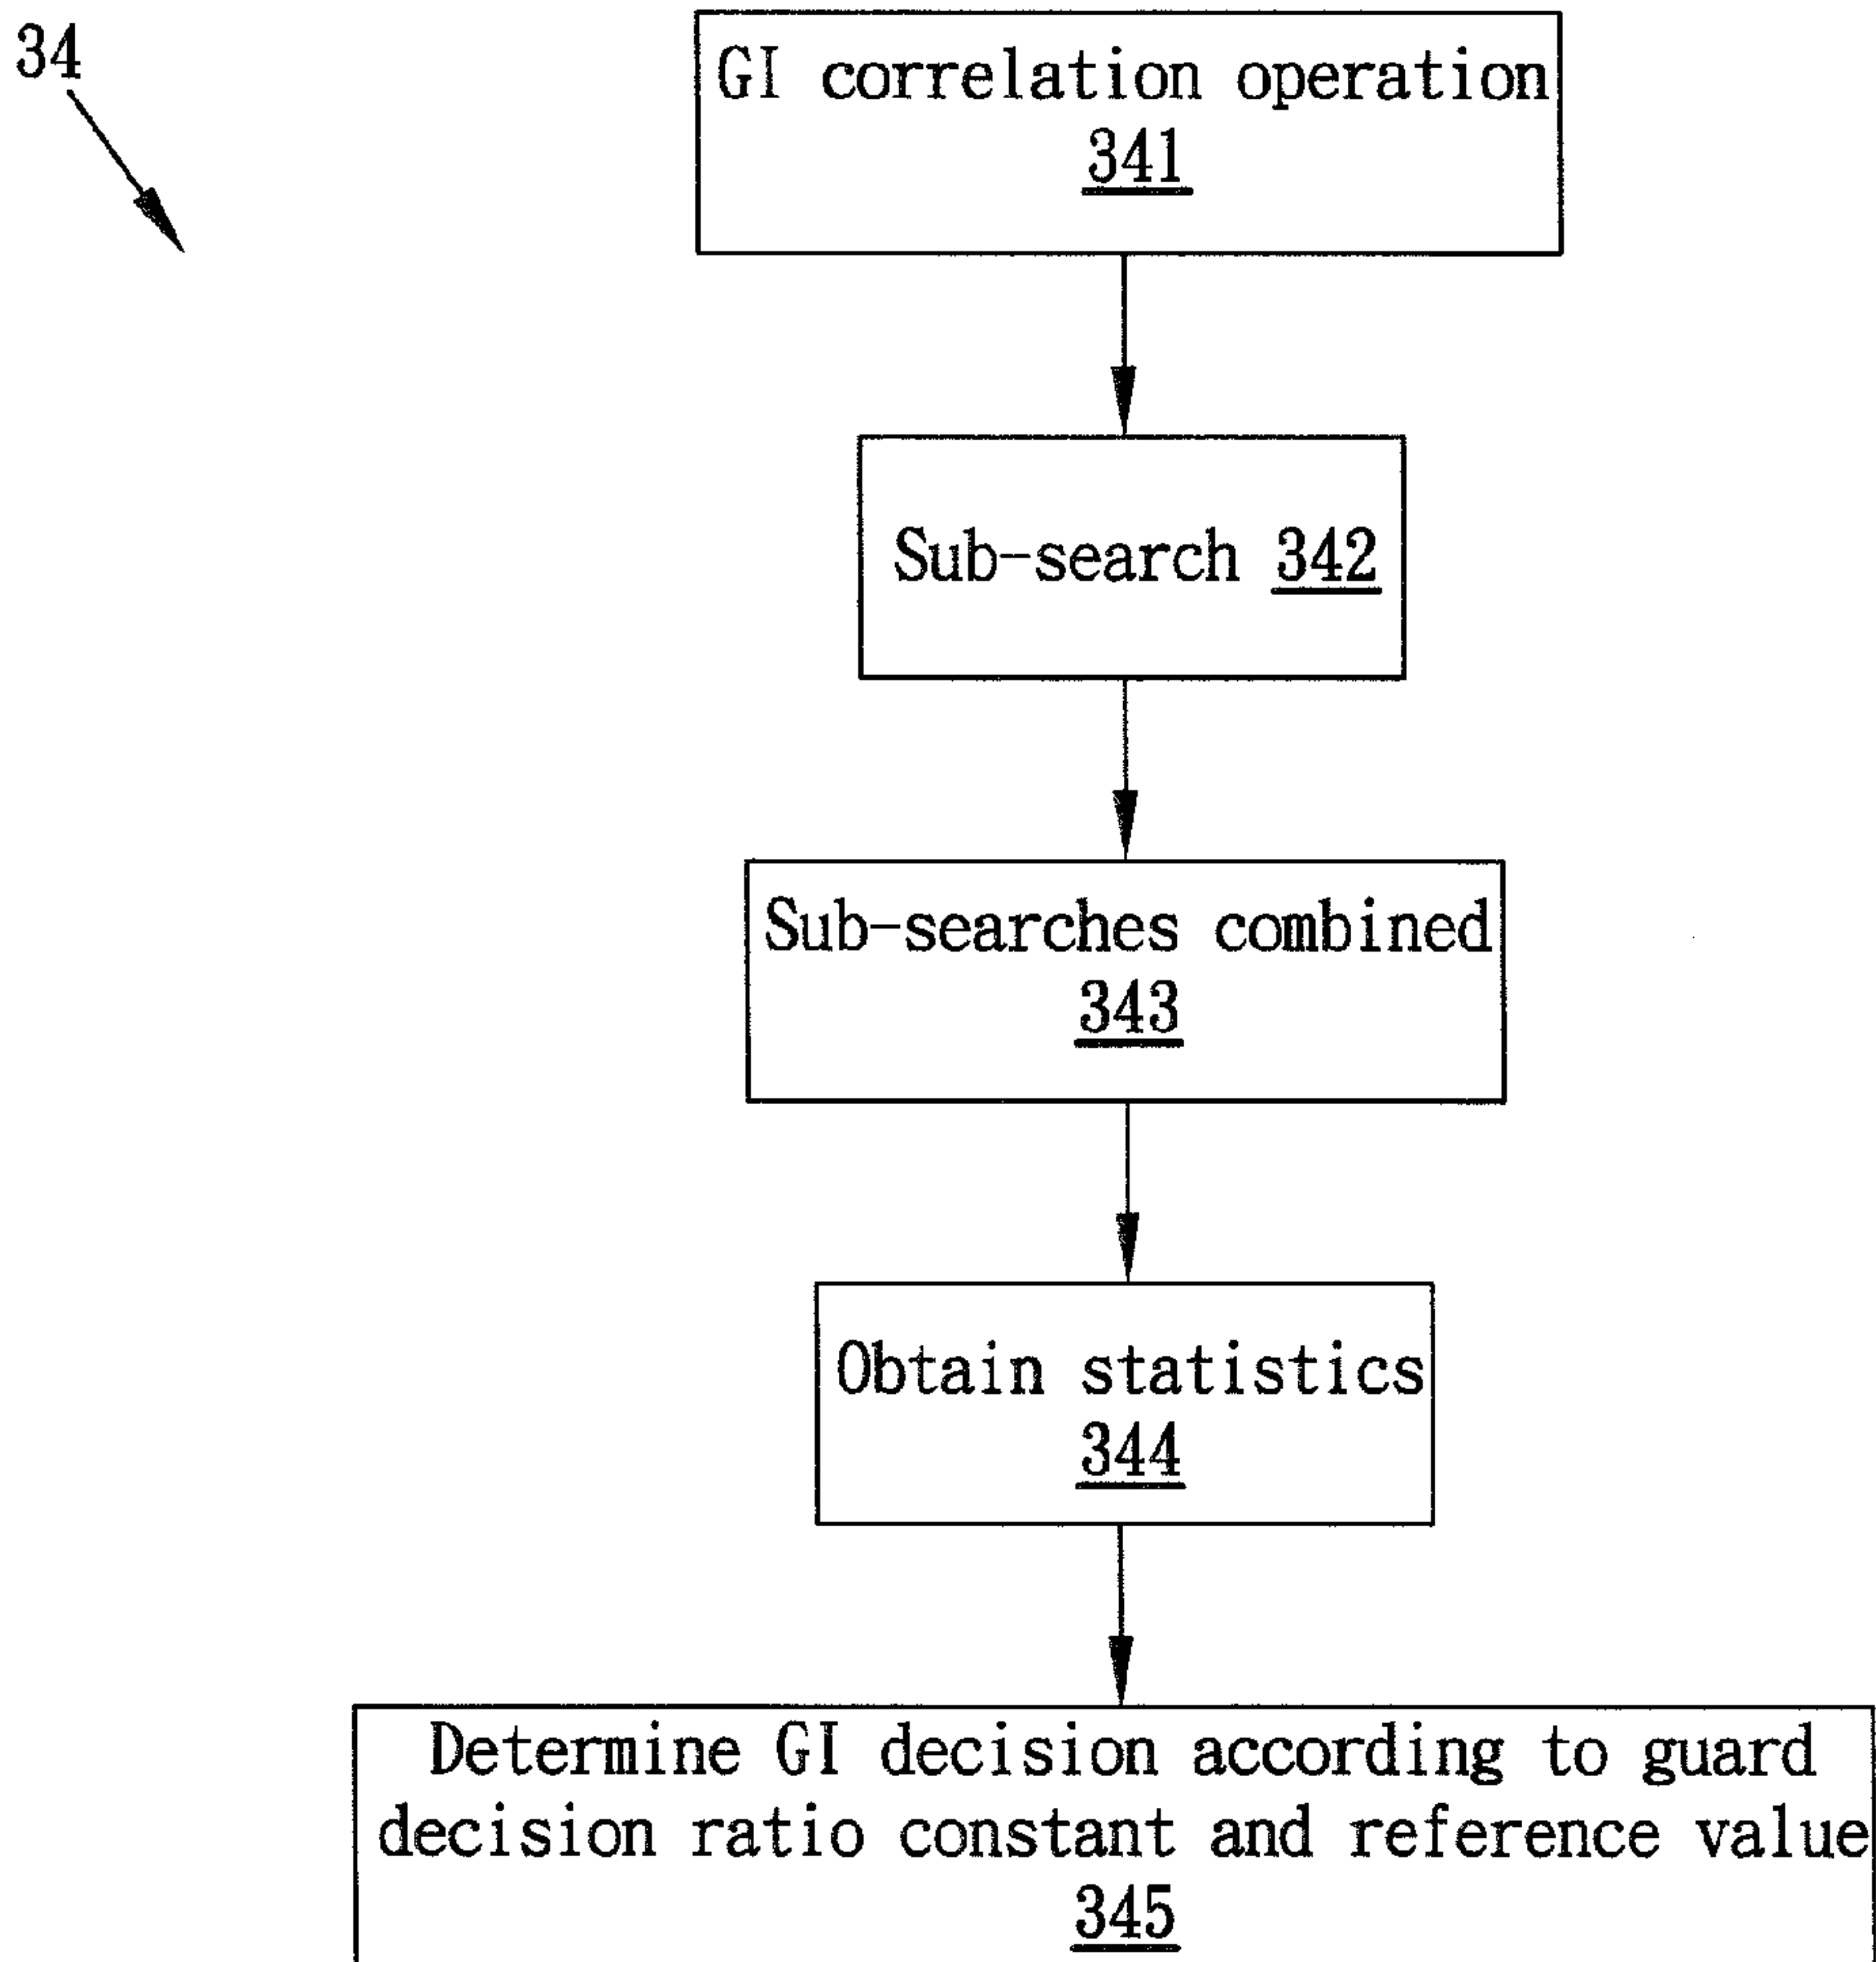 34
GI correlation operation
341
Sub-search 342
Sub-searches combined
343
Obtain statistics
344
Determine GI decision according to guard
decision ratio constant and reference value
345